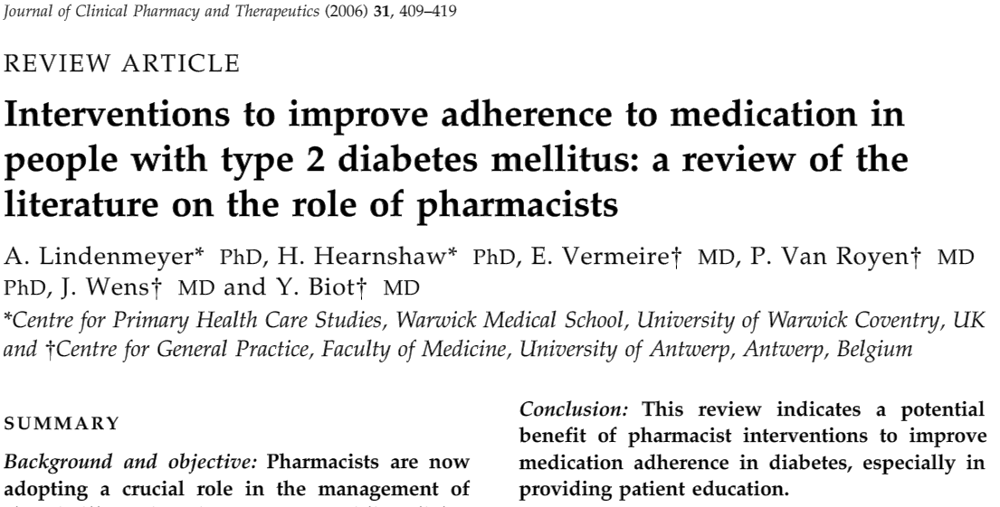 Journal of Clinical Pharmacy and Therapeutics (2006) 31, 409–419
REVIEW ARTICLE
Interventions to improve adherence to medication in
people with type 2 diabetes mellitus: a review of the
literature on the role of pharmacists
A. Lindenmeyer* PhD, H. Hearnshaw* PhD, E. Vermeire† MD, P. Van Royen† MD
PhD, J. Wens† MD and Y. Biot† MD
*Centre for Primary Health Care Studies, Warwick Medical School, University of Warwick Coventry, UK
and †Centre for General Practice, Faculty of Medicine, University of Antwerp, Antwerp, Belgium
SUMMARY
Background and objective: Pharmacists are now
adopting a crucial role in the management of
Conclusion: This review indicates a potential
benefit of pharmacist interventions to improve
medication adherence in diabetes, especially in
providing patient education.